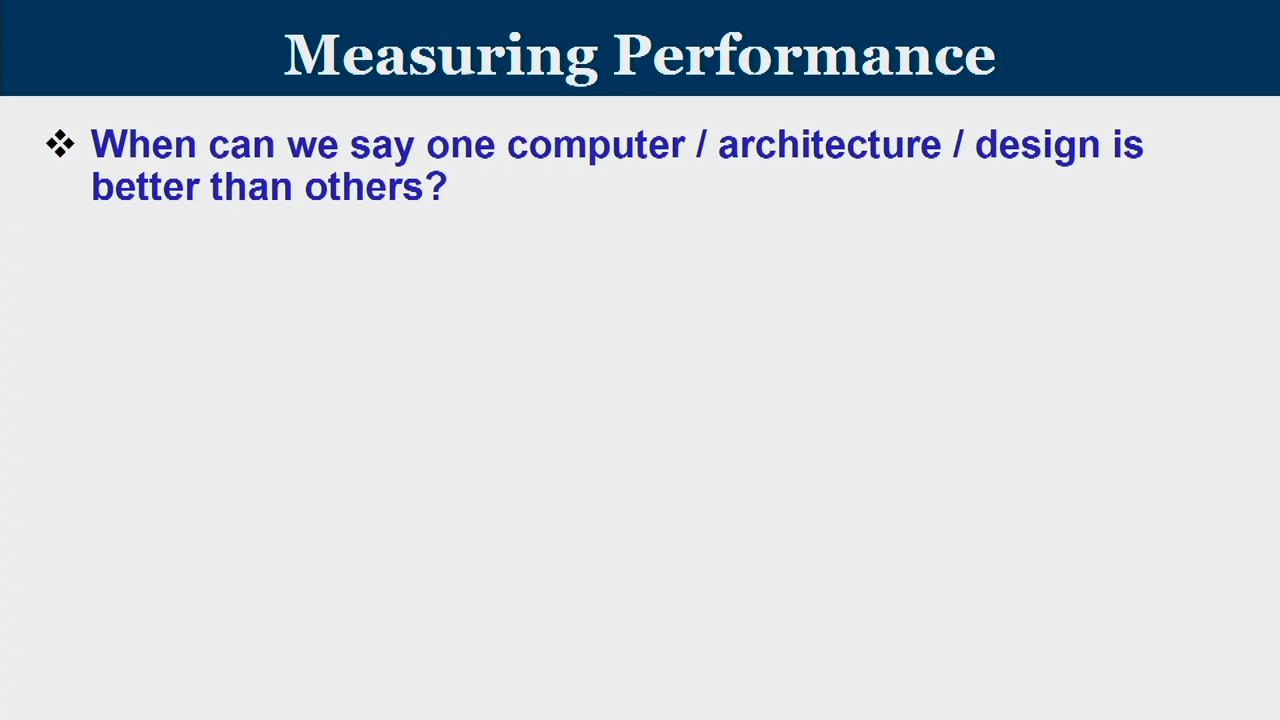 Measuring Performance
❖ When can we say one computer / architecture / design is
better than others?